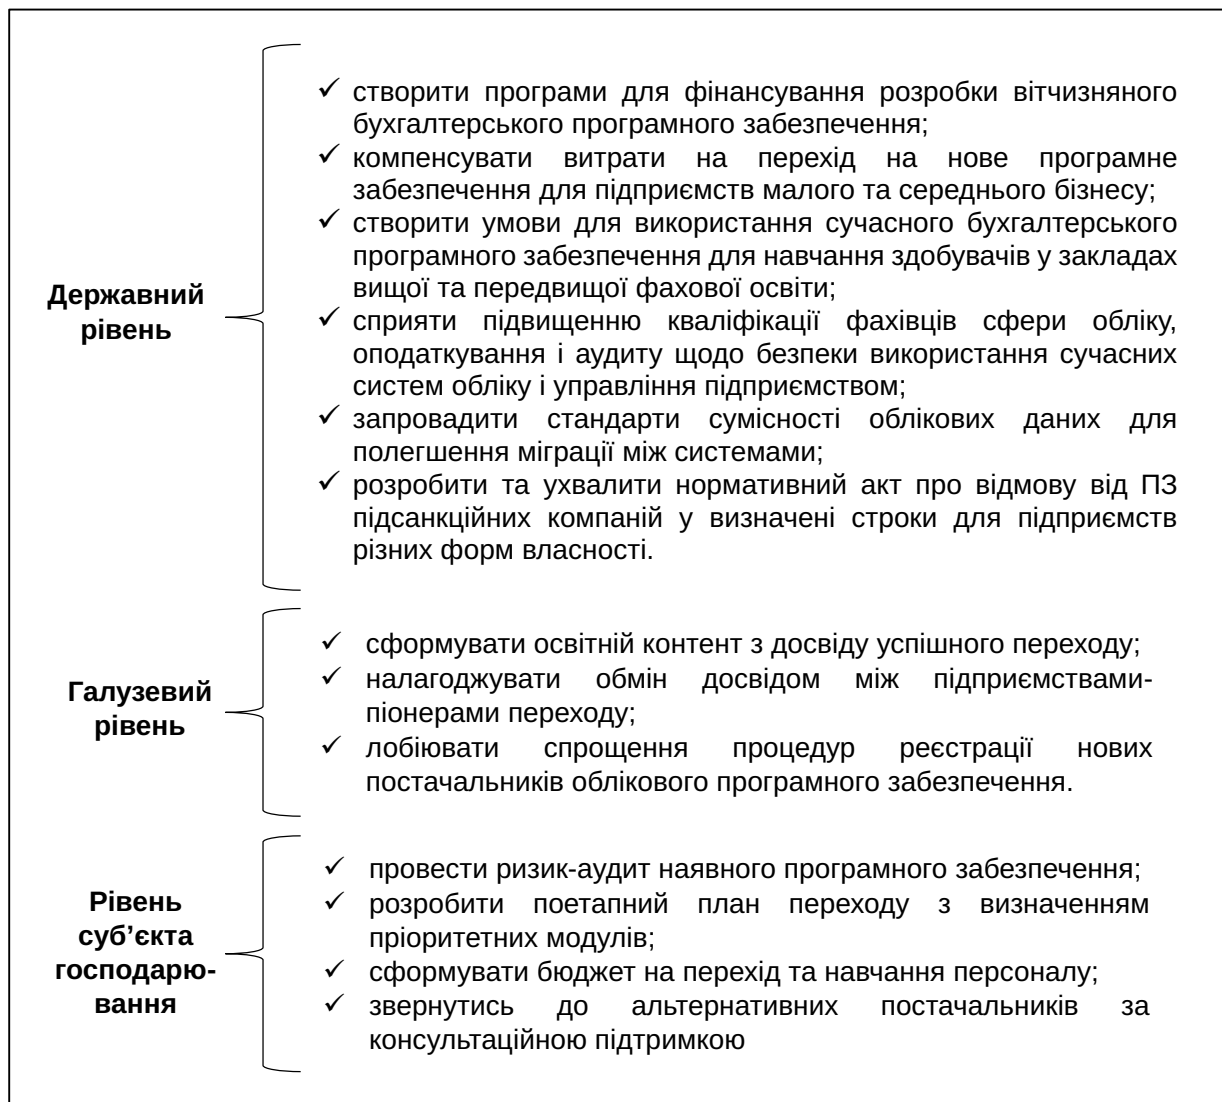 Державний
рівень
створити програми для фінансування розробки вітчизняного
бухгалтерського програмного забезпечення;
компенсувати витрати на перехід на нове програмне
забезпечення для підприємств малого та середнього бізнесу;
створити умови для використання сучасного бухгалтерського
програмного забезпечення для навчання здобувачів у закладах
вищої та передвищої фахової освіти;
сприяти підвищенню кваліфікації фахівців сфери обліку,
оподаткування і аудиту щодо безпеки використання сучасних
систем обліку і управління підприємством;
запровадити стандарти сумісності облікових даних для
полегшення міграції між системами;
розробити та ухвалити нормативний акт про відмову від ПЗ
підсанкційних компаній у визначені строки для підприємств
різних форм власності.
Галузевий
рівень
сформувати освітній контент з досвіду успішного переходу;
налагоджувати обмін досвідом між підприємствами-
піонерами переходу;
лобіювати спрощення процедур реєстрації нових
постачальників облікового програмного забезпечення.
Рівень
суб’єкта
господарю-
вання
провести ризик-аудит наявного програмного забезпечення;
розробити поетапний план переходу з визначенням
пріоритетних модулів;
сформувати бюджет на перехід та навчання персоналу;
звернутись до альтернативних постачальників за
консультаційною підтримкою